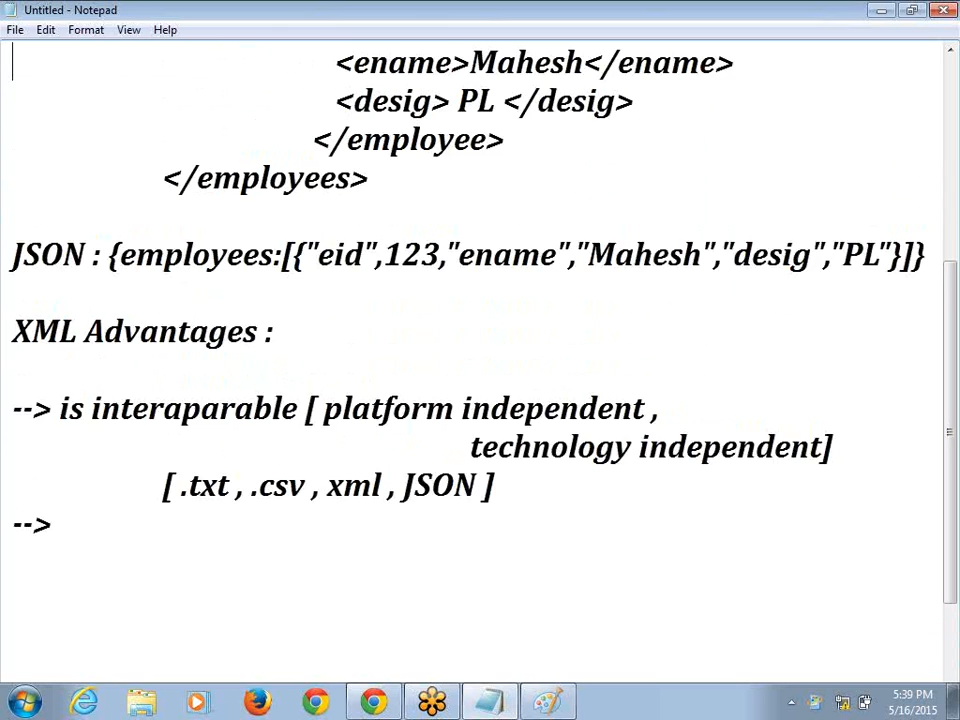 Untitled - Notepad
File Edit Format View Help
<ename>Mahesh</ename>
<desig> PL </desig>
</employee>
</employees>
JSON : {employees:[{"eid",123,"ename","Mahesh","desig","PL"}]}
XML Advantages :
--> is interaparable [ platform independent ,
technology independent]
[ .txt , .csv , xml , JSON ]
-->
5:39 PM
5/16/2015